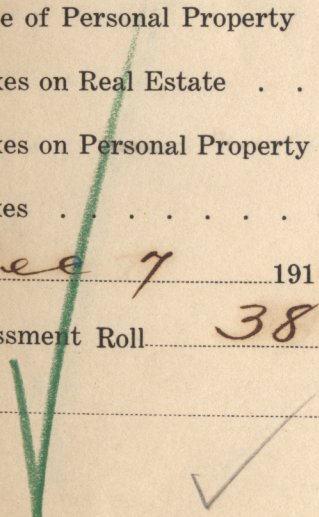 e of Personal Property
xes on Real Estate . .
xes on Personal Property
xes . . . . . . . .
7 191
ssment Roll 38